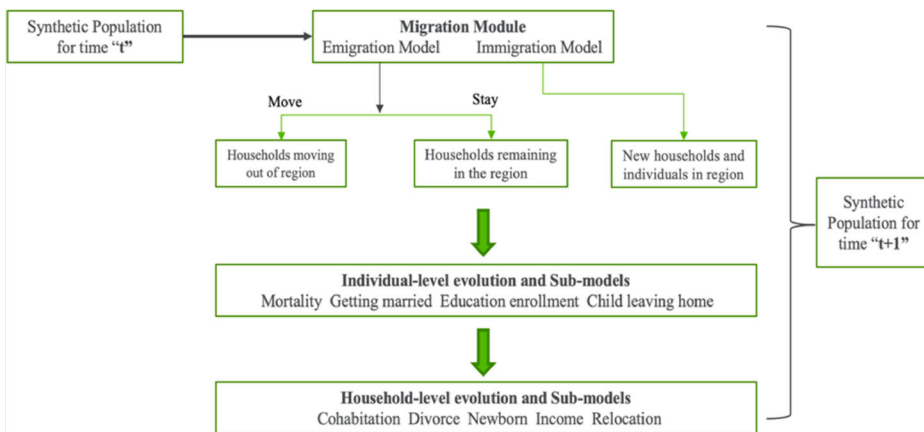 Synthetic Population
for time “t”
Migration Module
Emigration Model Immigration Model
Move
Stay
Households moving
out of region
Households remaining
in the region
New households and
individuals in region
Synthetic
Population for
time “t+1”
Individual-level evolution and Sub-models
Mortality Getting married Education enrollment Child leaving home
Household-level evolution and Sub-models
Cohabitation Divorce Newborn Income Relocation